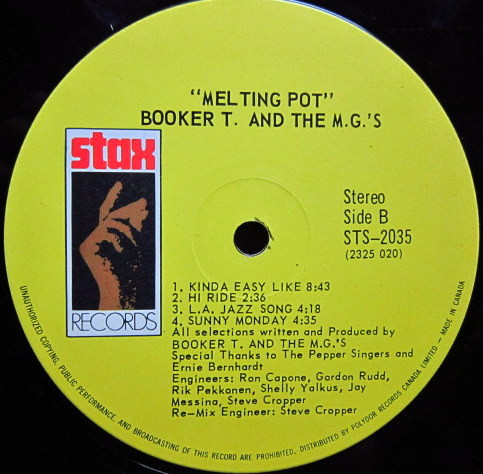 "MELTING POT"
BOOKER T. AND THE M.G.'S
stax
RECORDS
Stereo
Side B
STS-2035
(2325 020)
1. KINDA EASY LIKE 8:43
2. HI RIDE 2:36
3. L.A. JAZZ SONG 4:18
4. SUNNY MONDAY 4:35
All selections written and Produced by
BOOKER T. AND THE M.G.'S
Special Thanks to The Pepper Singers and
Ernie Bernhardt
Engineers: Ron Capone, Gordon Rudd,
Rik Pekkonen, Shelly Yalkus, Jay
Messina, Steve Cropper
Re-Mix Engineer: Steve Cropper
UNAUTHORIZED COPYING, PUBLIC PERFORMANCE, AND BROADCASTING OF THIS RECORD ARE PROHIBITED. DISTRIBUTED BY POLYDOR RECORDS CANADA LIMITED — MADE IN CANADA